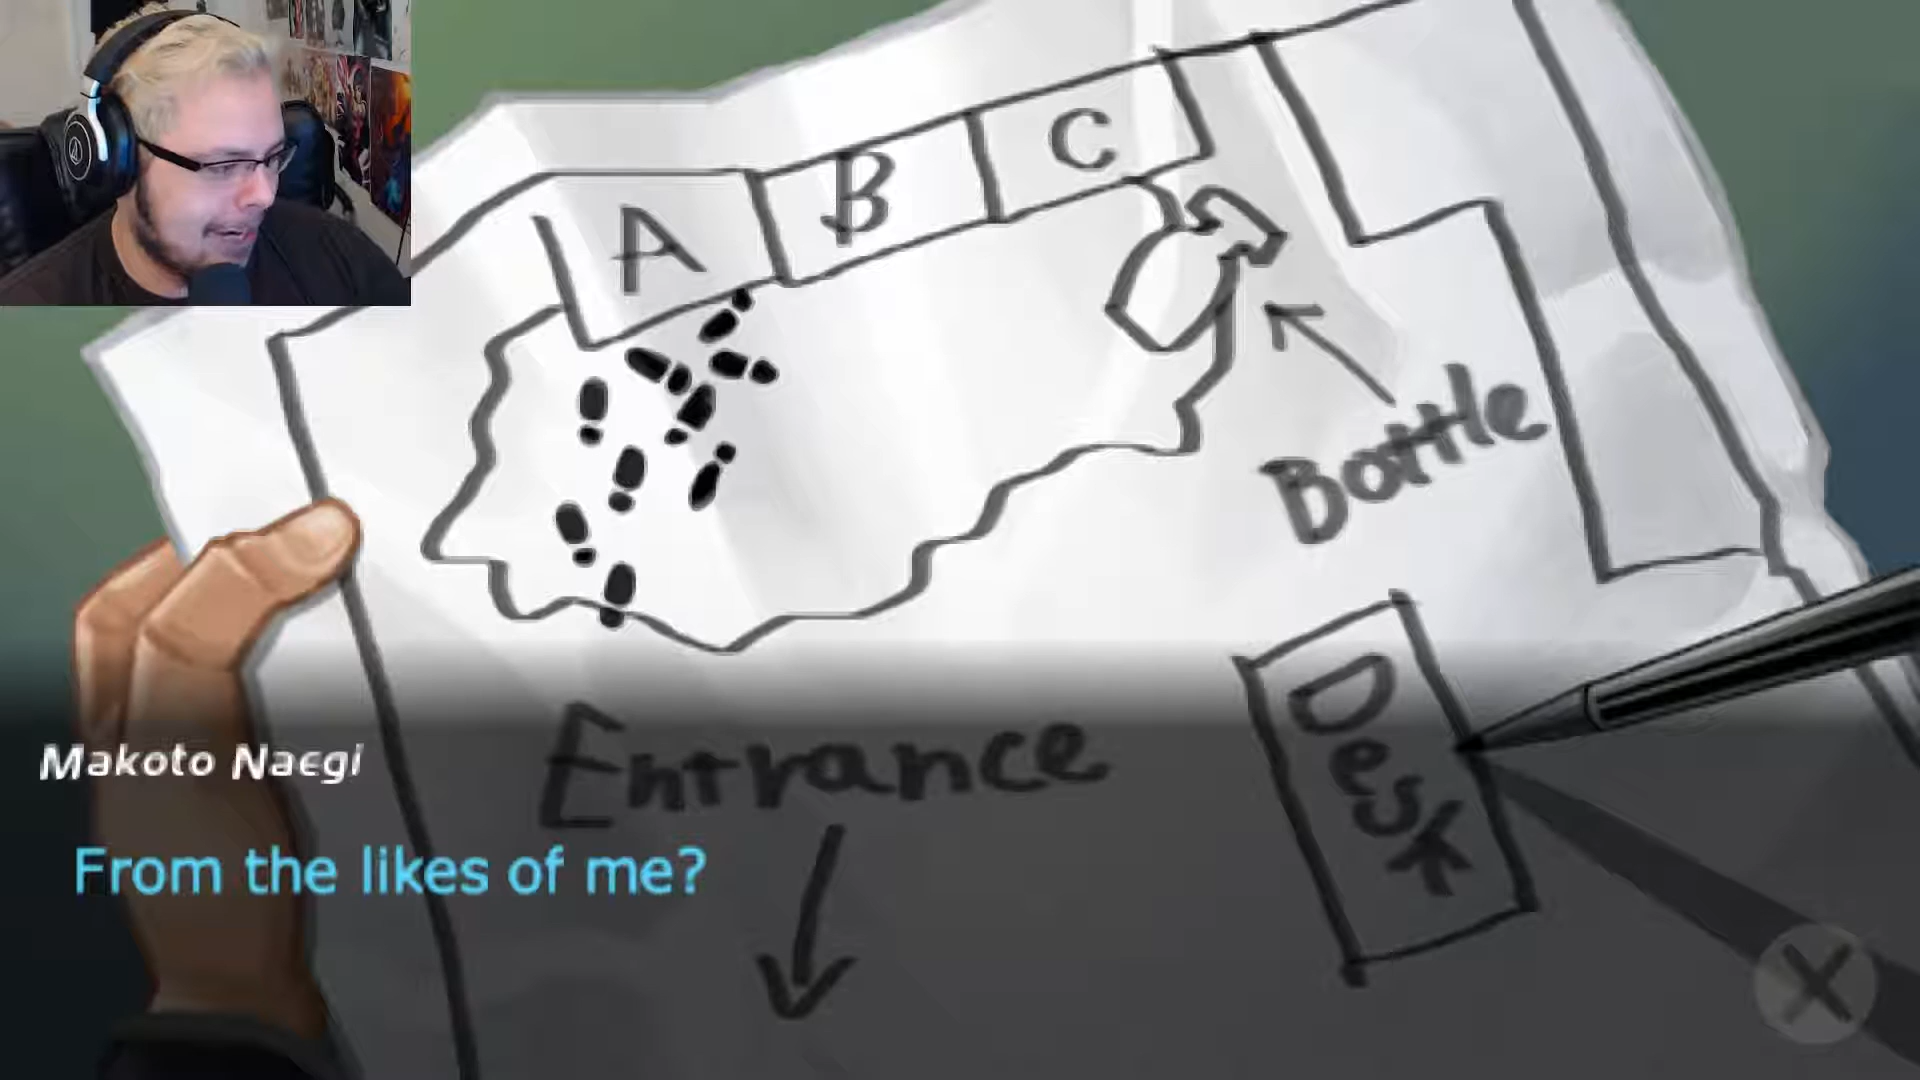 A
B
C
Bottle
Desk
Entrance
Makoto Naegi
From the likes of me?
X